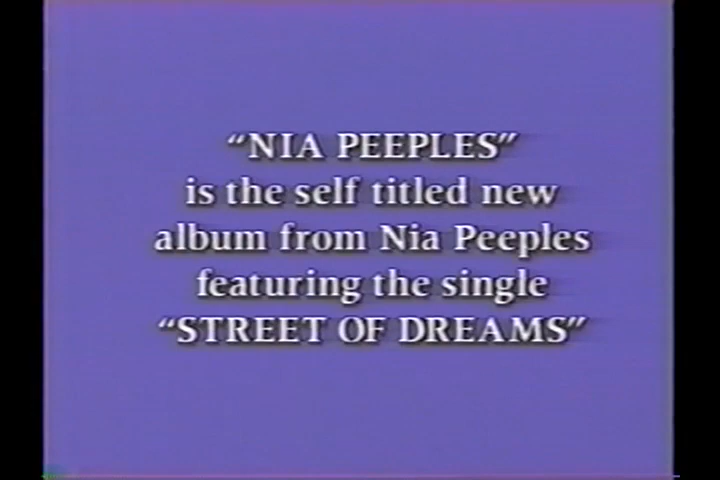 “NIA PEEPLES”
is the self titled new
album from Nia Peeples
featuring the single
“STREET OF DREAMS”